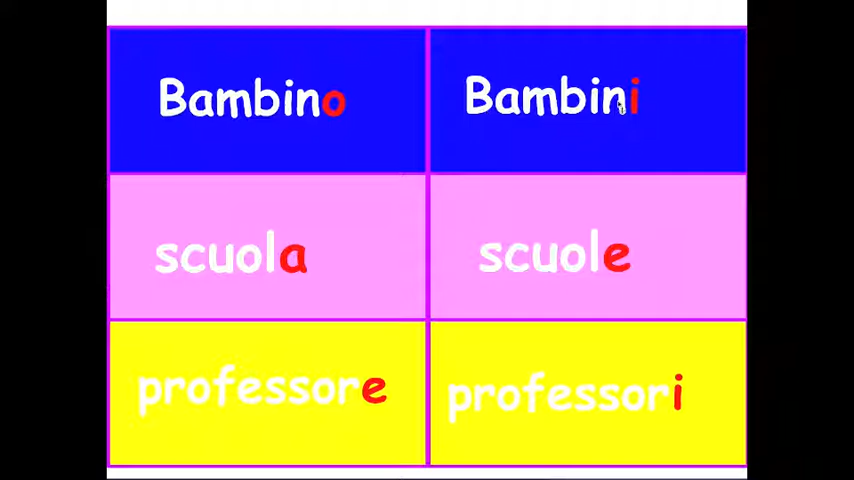 Bambino
Bambini
scuola
scuole
professore
professori